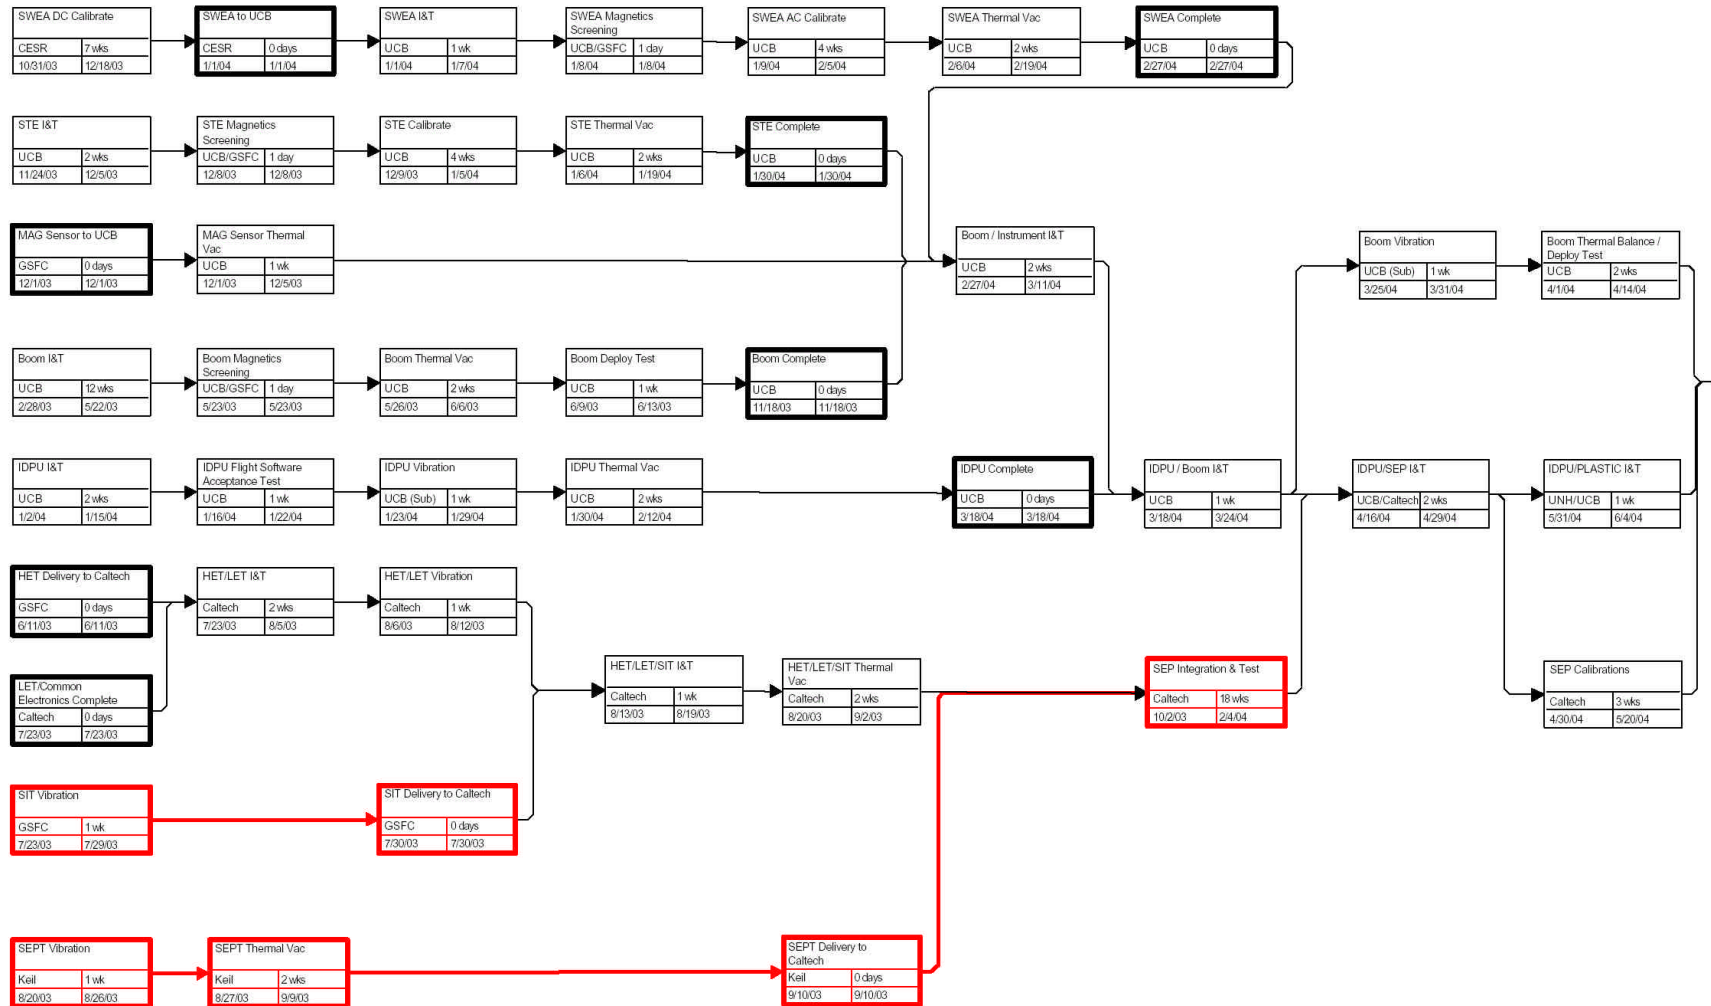 SWEA DC Calibrate
CESR 7 wks
10/31/03 12/18/03
SWEA to UCB
CESR 0 days
1/1/04 1/1/04
SWEA I&T
UCB 1 wk
1/1/04 1/7/04
SWEA Magnetics
Screening
UCB/GSFC 1 day
1/8/04 1/8/04
SWEA AC Calibrate
UCB 4 wks
1/9/04 2/5/04
SWEA Thermal Vac
UCB 2 wks
2/6/04 2/19/04
SWEA Complete
UCB 0 days
2/27/04 2/27/04
STE I&T
UCB 2 wks
11/24/03 12/5/03
STE Magnetics
Screening
UCB/GSFC 1 day
12/8/03 12/8/03
STE Calibrate
UCB 4 wks
12/9/03 1/5/04
STE Thermal Vac
UCB 2 wks
1/6/04 1/19/04
STE Complete
UCB 0 days
1/30/04 1/30/04
MAG Sensor to UCB
GSFC 0 days
12/1/03 12/1/03
MAG Sensor Thermal
Vac
UCB 1 wk
12/1/03 12/5/03
Boom / Instrument I&T
UCB 2 wks
2/27/04 3/11/04
Boom Vibration
UCB (Sub) 1 wk
3/25/04 3/31/04
Boom Thermal Balance /
Deploy Test
UCB 2 wks
4/1/04 4/14/04
Boom I&T
UCB 12 wks
2/28/03 5/22/03
Boom Magnetics
Screening
UCB/GSFC 1 day
5/23/03 5/23/03
Boom Thermal Vac
UCB 2 wks
5/26/03 6/6/03
Boom Deploy Test
UCB 1 wk
6/9/03 6/13/03
Boom Complete
UCB 0 days
11/18/03 11/18/03
IDPU I&T
UCB 2 wks
1/2/04 1/15/04
IDPU Flight Software
Acceptance Test
UCB 1 wk
1/16/04 1/22/04
IDPU Vibration
UCB (Sub) 1 wk
1/23/04 1/29/04
IDPU Thermal Vac
UCB 2 wks
1/30/04 2/12/04
IDPU Complete
UCB 0 days
3/18/04 3/18/04
IDPU / Boom I&T
UCB 1 wk
3/18/04 3/24/04
IDPU/SEP I&T
UCB/Caltech 2 wks
4/16/04 4/29/04
IDPU/PLASTIC I&T
UNH/UCB 1 wk
5/31/04 6/4/04
HET Delivery to Caltech
GSFC 0 days
6/11/03 6/11/03
HET/LET I&T
Caltech 2 wks
7/23/03 8/5/03
HET/LET Vibration
Caltech 1 wk
8/6/03 8/12/03
LET/Common
Electronics Complete
Caltech 0 days
7/23/03 7/23/03
HET/LET/SIT I&T
Caltech 1 wk
8/13/03 8/19/03
HET/LET/SIT Thermal
Vac
Caltech 2 wks
8/20/03 9/2/03
SEP Integration & Test
Caltech 18 wks
10/2/03 2/4/04
SEP Calibrations
Caltech 3 wks
4/30/04 5/20/04
SIT Vibration
GSFC 1 wk
7/23/03 7/29/03
SIT Delivery to Caltech
GSFC 0 days
7/30/03 7/30/03
SEPT Vibration
Keil 1 wk
8/20/03 8/26/03
SEPT Thermal Vac
Keil 2 wks
8/27/03 9/9/03
SEPT Delivery to
Caltech
Keil 0 days
9/10/03 9/10/03